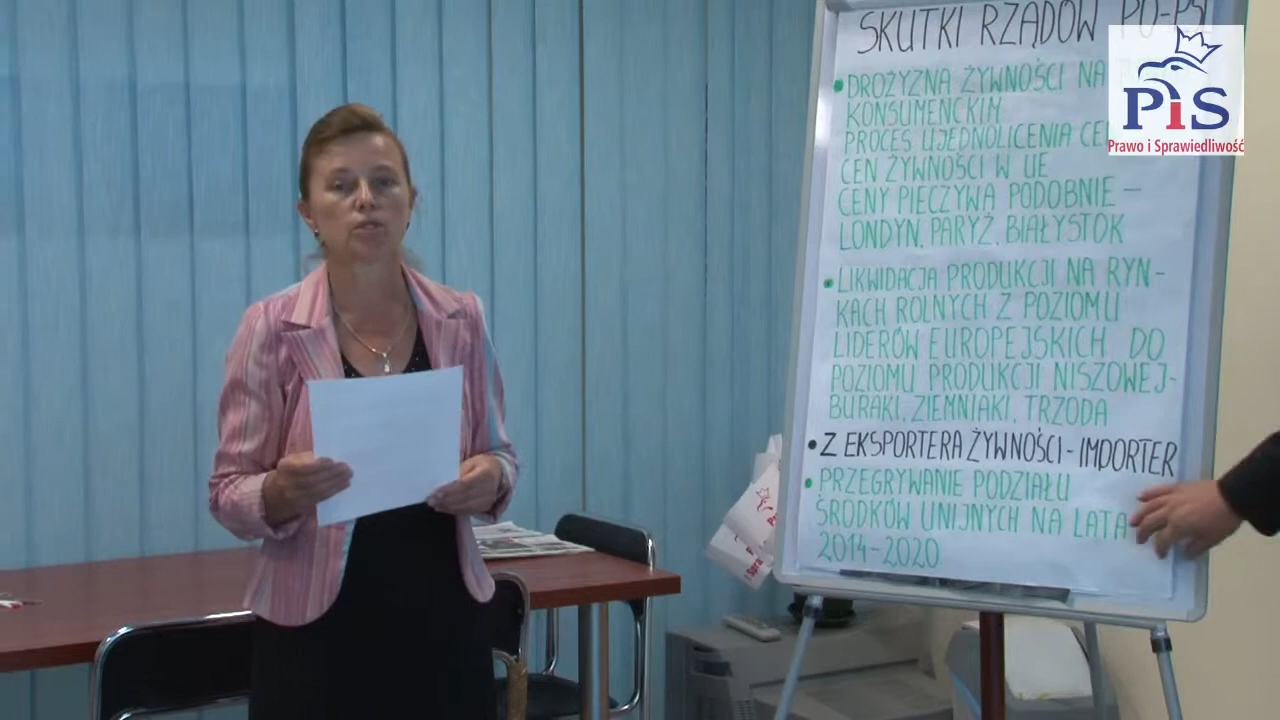 SKUTKI RZĄDÓW PO-PSL
• DROŻYZNA ŻYWNOŚCI NA
KONSUMENCKIM
PROCES UJEDNOLICENIA
CEN ŻYWNOŚCI W UE
CENY PIECZYWA PODOBNIE –
LONDYN, PARYŻ, BIAŁYSTOK
• LIKWIDACJA PRODUKCJI NA RYN-
KACH ROLNYCH Z POZIOMU
LIDERÓW EUROPEJSKICH DO
POZIOMU PRODUKCJI NISZOWEJ-
BURAKI, ZIEMNIAKI, TRZODA
• Z EKSPORTERA ŻYWNOŚCI - IMPORTER
• PRZEGRYWANIE PODZIAŁU
ŚRODKÓW UNIJNYCH NA LATA
2014-2020
PiS
Prawo i Sprawiedliwość